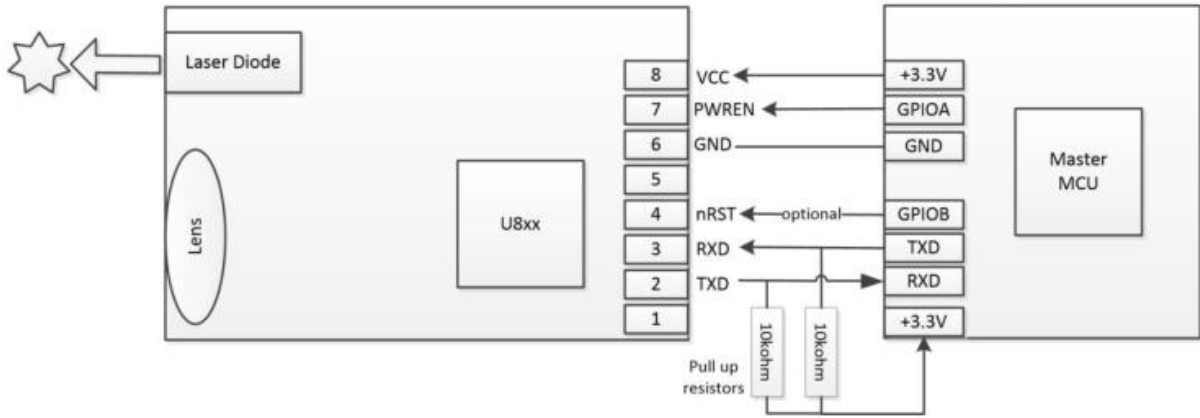 Laser Diode
Lens
U8xx
8 VCC +3.3V
7 PWREN GPIOA
6 GND GND
5
4 nRST optional GPIOB
3 RXD TXD
2 TXD RXD
1 +3.3V
Master
MCU
10kohm
10kohm
Pull up
resistors